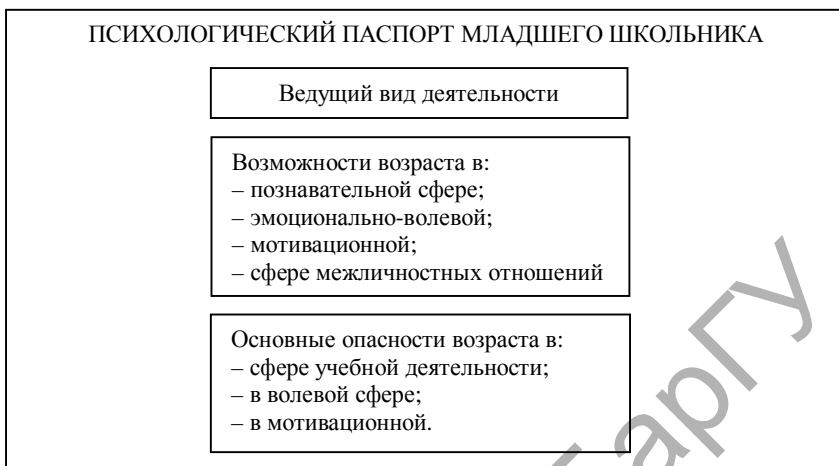 ПСИХОЛОГИЧЕСКИЙ ПАСПОРТ МЛАДШЕГО ШКОЛЬНИКА
Ведущий вид деятельности
Возможности возраста в:
– познавательной сфере;
– эмоционально-волевой;
– мотивационной;
– сфере межличностных отношений
Основные опасности возраста в:
– сфере учебной деятельности;
– в волевой сфере;
– в мотивационной.
БарГУ